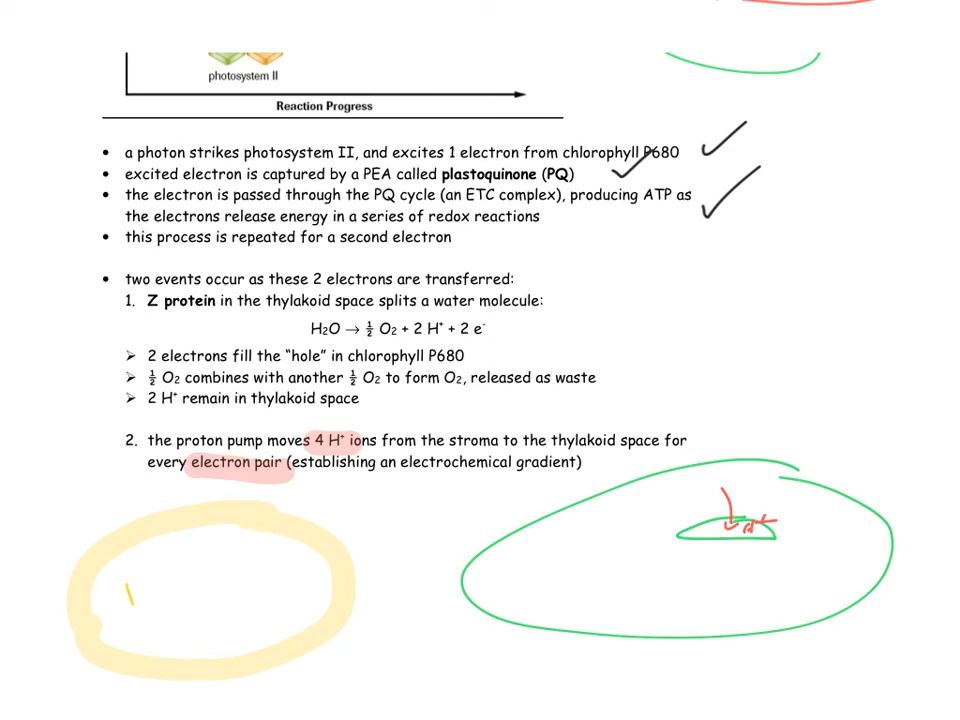 photosystem II
Reaction Progress
• a photon strikes photosystem II, and excites 1 electron from chlorophyll P680
• excited electron is captured by a PEA called plastoquinone (PQ)
• the electron is passed through the PQ cycle (an ETC complex), producing ATP as
the electrons release energy in a series of redox reactions
• this process is repeated for a second electron
• two events occur as these 2 electrons are transferred:
1. Z protein in the thylakoid space splits a water molecule:
H₂O → ½ O₂ + 2 H⁺ + 2 e⁻
➢ 2 electrons fill the “hole” in chlorophyll P680
➢ ½ O₂ combines with another ½ O₂ to form O₂, released as waste
➢ 2 H⁺ remain in thylakoid space
2. the proton pump moves 4 H⁺ ions from the stroma to the thylakoid space for
every electron pair (establishing an electrochemical gradient)